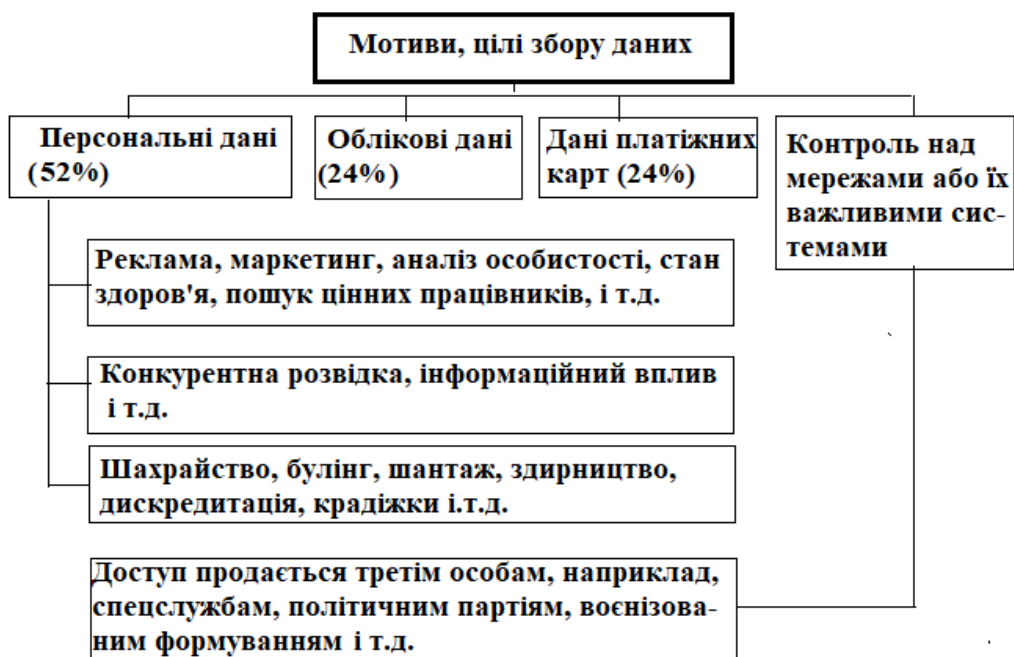 Мотиви, цілі збору даних
Персональні дані
(52%)
Облікові дані
(24%)
Дані платіжних
карт (24%)
Контроль над
мережами або їх
важливими сис-
темами
Реклама, маркетинг, аналіз особистості, стан
здоров'я, пошук цінних працівників, і т.д.
Конкурентна розвідка, інформаційний вплив
і т.д.
Шахрайство, булінг, шантаж, здирництво,
дискредитація, крадіжки і.т.д.
Доступ продається третім особам, наприклад,
спецслужбам, політичним партіям, воєнізова-
ним формуванням і т.д.